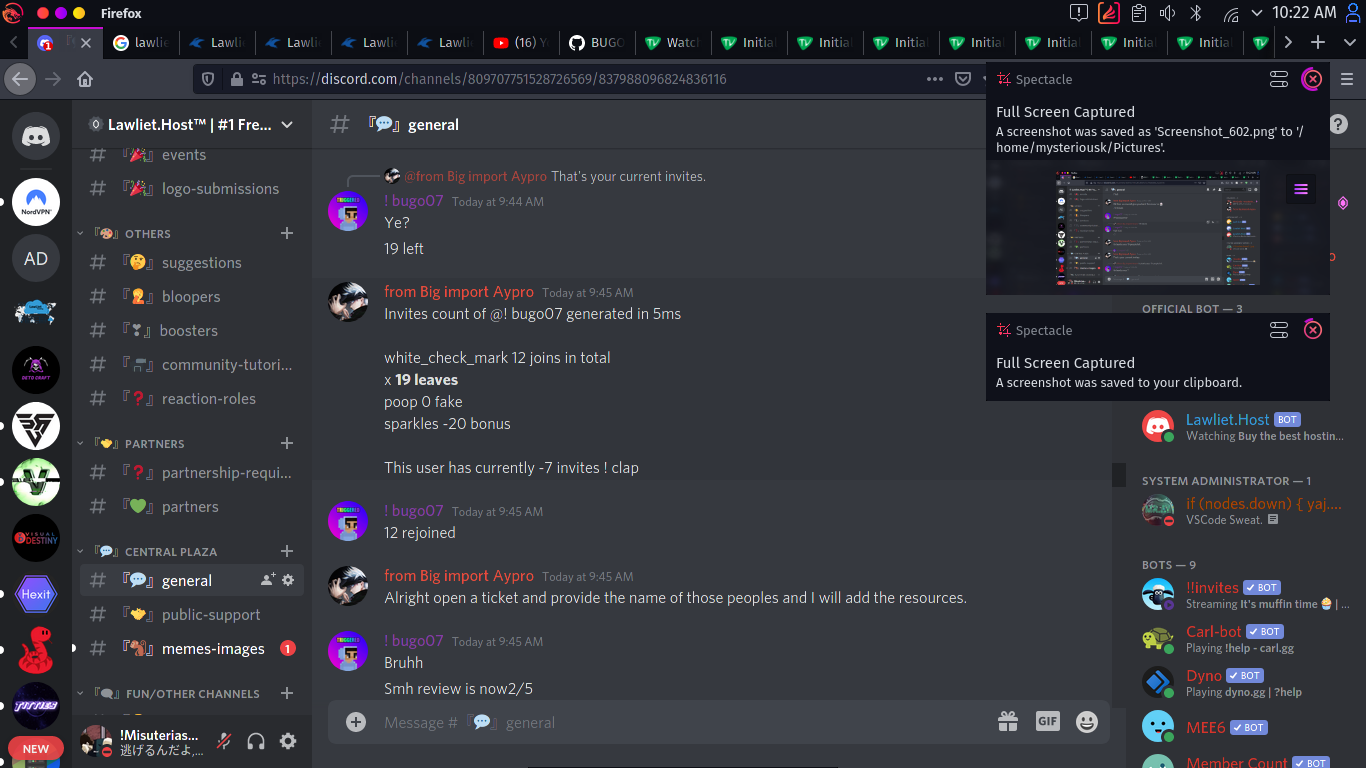 Firefox
10:22 AM
1
lawlie
Lawli
Lawli
Lawli
Lawli
(16) Y
BUGO
Watch
Initial
Initial
Initial
Initial
Initial
Initial
Initial
https://discord.com/channels/809707751528726569/837988096824836116
NordVPN
AD
Hexit
NEW
Lawliet.Host™ | #1 Fre...
『🎉』 events
『🎉』 logo-submissions
『🎨』 OTHERS
『🤔』 suggestions
『🤦』 bloopers
『❣』 boosters
community-tutori...
『❓』 reaction-roles
『🤝』 PARTNERS
『❓』 partnership-requi...
『💚』 partners
『💬』 CENTRAL PLAZA
『💬』 general
『🤝』 public-support
『🐿』 memes-images
1
『🗨』 FUN/OTHER CHANNELS
!Misuterias...
逃げるんだよ,...
# 『💬』 general
@from Big import Aypro That's your current invites.
! bugo07 Today at 9:44 AM
Ye?
19 left
from Big import Aypro Today at 9:45 AM
Invites count of @! bugo07 generated in 5ms
white_check_mark 12 joins in total
x 19 leaves
poop 0 fake
sparkles -20 bonus
This user has currently -7 invites ! clap
! bugo07 Today at 9:45 AM
12 rejoined
from Big import Aypro Today at 9:45 AM
Alright open a ticket and provide the name of those peoples and I will add the resources.
! bugo07 Today at 9:45 AM
Bruhh
Smh review is now2/5
Message # 『💬』 general
GIF
Spectacle
Full Screen Captured
A screenshot was saved as 'Screenshot_602.png' to '/
home/mysteriousk/Pictures'.
Spectacle
Full Screen Captured
A screenshot was saved to your clipboard.
OFFICIAL BOT — 3
Lawliet.Host BOT
Watching Buy the best hostin...
SYSTEM ADMINISTRATOR — 1
if (nodes.down) { yaj....
VSCode Sweat.
BOTS — 9
!!invites ✓ BOT
Streaming It's muffin time 🧁 | ...
Carl-bot ✓ BOT
Playing !help - carl.gg
Dyno ✓ BOT
Playing dyno.gg | ?help
MEE6 ✓ BOT
Member Count ✓ BOT